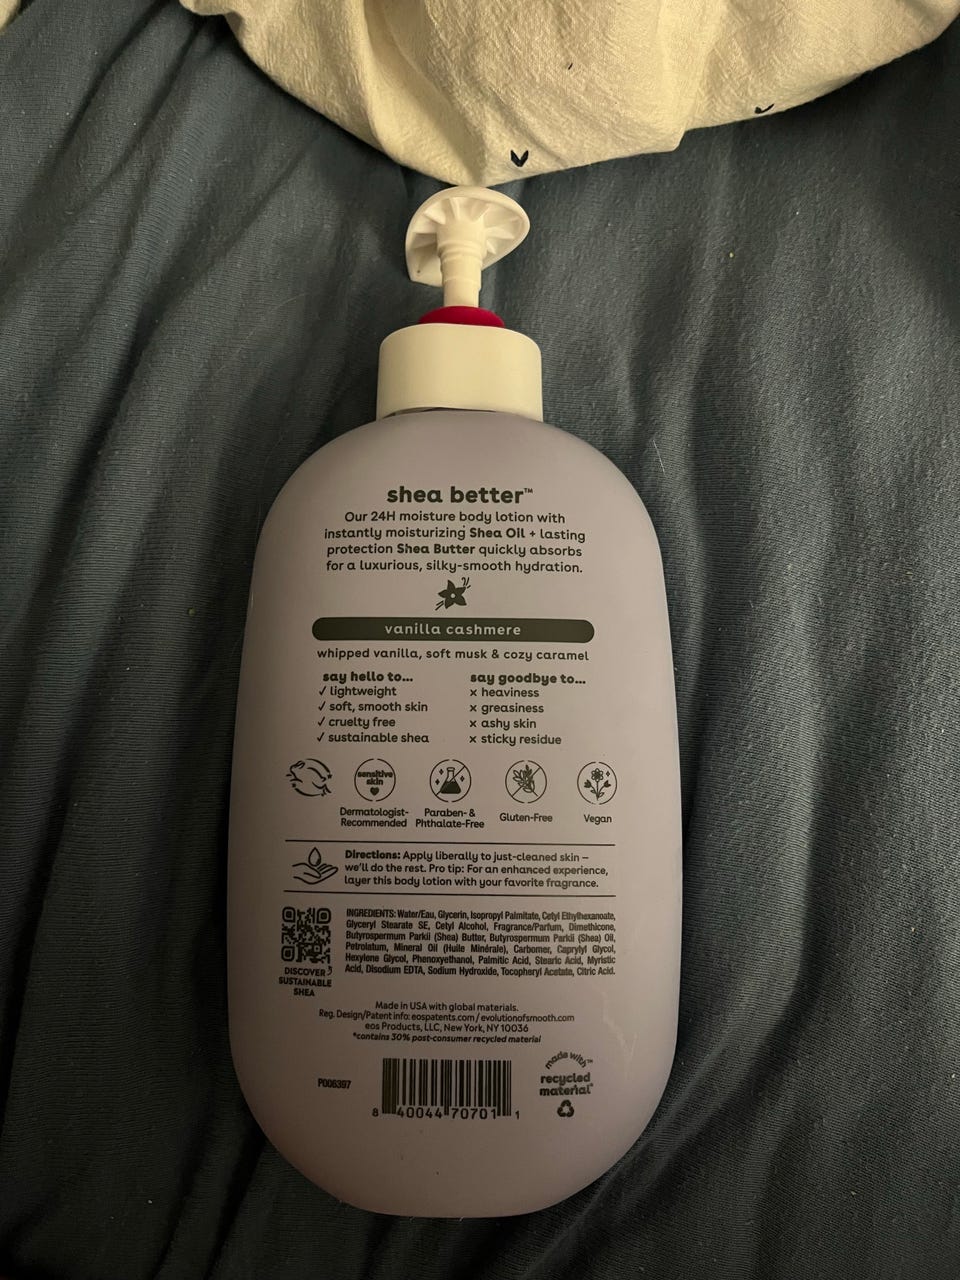 shea better™
Our 24H moisture body lotion with
instantly moisturizing Shea Oil + lasting
protection Shea Butter quickly absorbs
for a luxurious, silky-smooth hydration.
vanilla cashmere
whipped vanilla, soft musk & cozy caramel
say hello to...
✓ lightweight
✓ soft, smooth skin
✓ cruelty free
✓ sustainable shea
say goodbye to...
x heaviness
x greasiness
x ashy skin
x sticky residue
sensitive
skin
Dermatologist-
Recommended
Paraben- &
Phthalate-Free
Gluten-Free
Vegan
Directions: Apply liberally to just-cleaned skin –
we'll do the rest. Pro tip: For an enhanced experience,
layer this body lotion with your favorite fragrance.
DISCOVER
SUSTAINABLE
SHEA
INGREDIENTS: Water/Eau, Glycerin, Isopropyl Palmitate, Cetyl Ethylhexanoate,
Glyceryl Stearate SE, Cetyl Alcohol, Fragrance/Parfum, Dimethicone,
Butyrospermum Parkii (Shea) Butter, Butyrospermum Parkii (Shea) Oil,
Petrolatum, Mineral Oil (Huile Minérale), Carbomer, Caprylyl Glycol,
Hexylene Glycol, Phenoxyethanol, Palmitic Acid, Stearic Acid, Myristic
Acid, Disodium EDTA, Sodium Hydroxide, Tocopheryl Acetate, Citric Acid.
Made in USA with global materials.
Reg. Design/Patent info: eospatents.com / evolutionofsmooth.com
eos Products, LLC, New York, NY 10036
*contains 30% post-consumer recycled material
P006397
8 40044 70701 1
made with™
recycled
material*